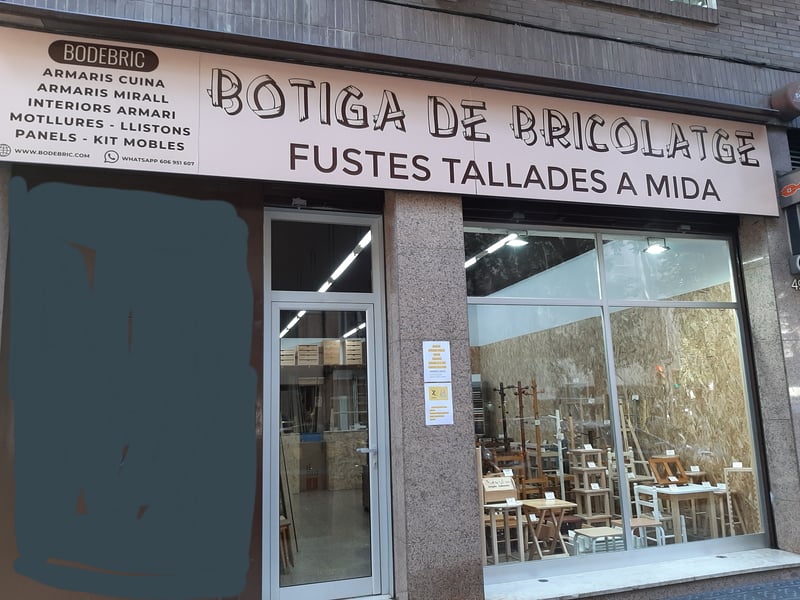 BODEBRIC
ARMARIS CUINA
ARMARIS MIRALL
INTERIORS ARMARI
MOTLLURES - LLISTONS
PANELS - KIT MOBLES
WWW.BODEBRIC.COM WHATSAPP 606 951 607
BOTIGA DE BRICOLATGE
FUSTES TALLADES A MIDA